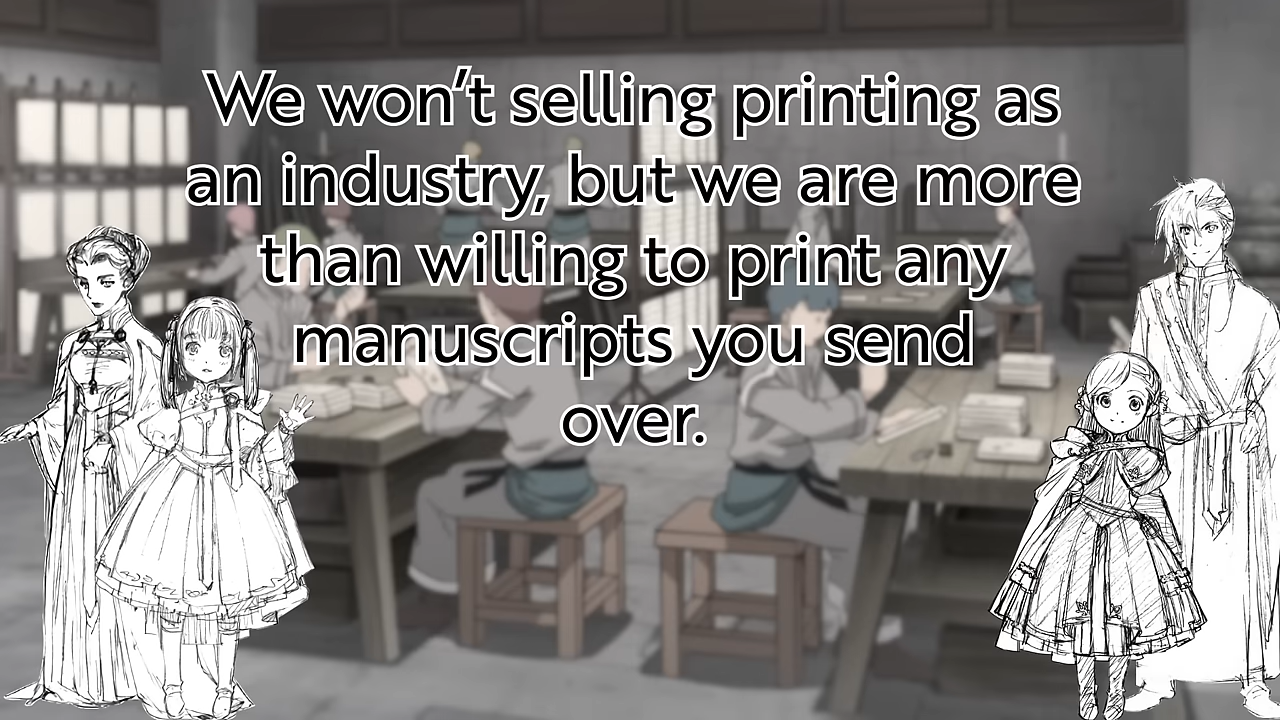 We won't selling printing as
an industry, but we are more
than willing to print any
manuscripts you send
over.